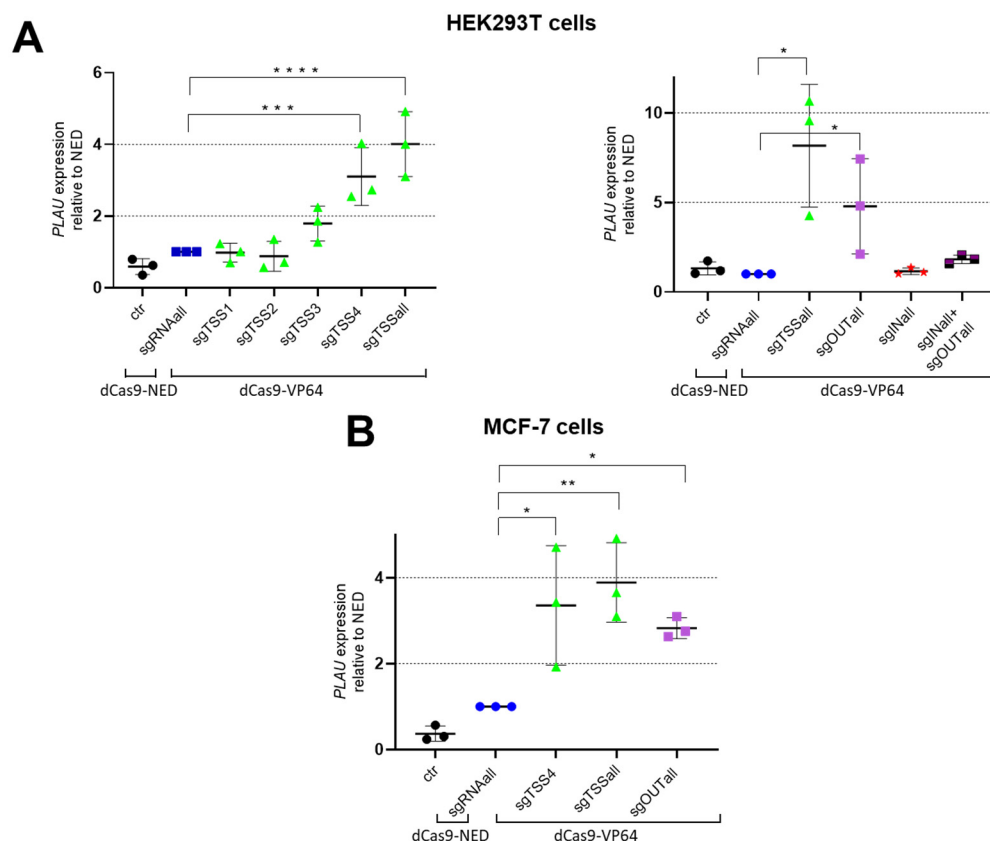 HEK293T cells
A
* * * *
* * *
6
4
2
0
PLAU expression
relative to NED
ctr
sgRNAall
sgTSS1
sgTSS2
sgTSS3
sgTSS4
sgTSSall
dCas9-NED
dCas9-VP64
*
*
10
5
0
PLAU expression
relative to NED
ctr
sgRNAall
sgTSSall
sgOUTall
sgINall
sgINall+
sgOUTall
dCas9-NED
dCas9-VP64
B
MCF-7 cells
*
**
*
4
2
0
PLAU expression
relative to NED
ctr
sgRNAall
sgTSS4
sgTSSall
sgOUTall
dCas9-NED
dCas9-VP64